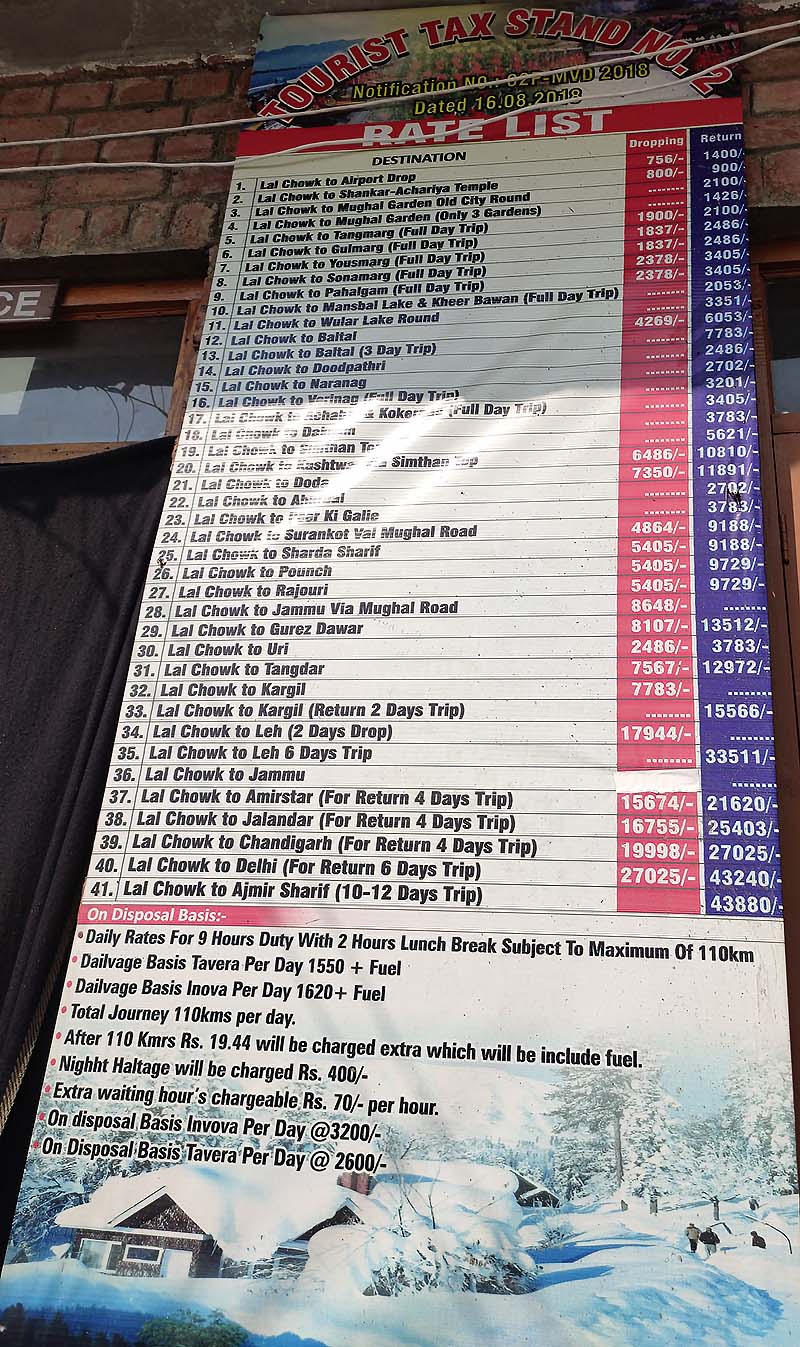 TOURIST TAX STAND NO. 2
Notification No.: 02F-MVD 2018
Dated 16.08.2018
RATE LIST
DESTINATION Dropping Return
1. Lal Chowk to Airport Drop 756/- 1400/-
2. Lal Chowk to Shankar-Achariya Temple 800/- 900/-
3. Lal Chowk to Mughal Garden Old City Round ........ 2100/-
4. Lal Chowk to Mughal Garden (Only 3 Gardens) 1426/-
5. Lal Chowk to Tangmarg (Full Day Trip) 1900/- 2100/-
6. Lal Chowk to Gulmarg (Full Day Trip) 1837/- 2486/-
7. Lal Chowk to Yousmarg (Full Day Trip) 1837/- 2486/-
8. Lal Chowk to Sonamarg (Full Day Trip) 2378/- 3405/-
9. Lal Chowk to Pahalgam (Full Day Trip) 2378/- 3405/-
10. Lal Chowk to Mansbal Lake & Kheer Bawan (Full Day Trip) ........ 2053/-
11. Lal Chowk to Wular Lake Round ........ 3351/-
12. Lal Chowk to Baltal 4269/- 6053/-
13. Lal Chowk to Baltal (3 Day Trip) ........ 7783/-
14. Lal Chowk to Doodpathri ........ 2486/-
15. Lal Chowk to Naranag ........ 2702/-
16. Lal Chowk to Verinag (Full Day Trip) ........ 3201/-
17. Lal Chowk to & (Full Day Trip) ........ 3405/-
18. Lal Chowk to ........ 3783/-
19. Lal Chowk to ........ 5621/-
20. Lal Chowk to Simthan Top 6486/- 10810/-
21. Lal Chowk to Doda 7350/- 11891/-
22. Lal Chowk to ........ 2702/-
23. Lal Chowk to Ki Galie ........ 3783/-
24. Lal Chowk to Surankot Vai Mughal Road 4864/- 9188/-
25. Lal Chowk to Sharda Sharif 5405/- 9188/-
26. Lal Chowk to Pounch 5405/- 9729/-
27. Lal Chowk to Rajouri 5405/- 9729/-
28. Lal Chowk to Jammu Via Mughal Road 8648/- ........
29. Lal Chowk to Gurez Dawar 8107/- 13512/-
30. Lal Chowk to Uri 2486/- 3783/-
31. Lal Chowk to Tangdar 7567/- 12972/-
32. Lal Chowk to Kargil 7783/- ........
33. Lal Chowk to Kargil (Return 2 Days Trip) ........ 15566/-
34. Lal Chowk to Leh (2 Days Drop) 17944/- ........
35. Lal Chowk to Leh 6 Days Trip ........ 33511/-
36. Lal Chowk to Jammu ........
37. Lal Chowk to Amirstar (For Return 4 Days Trip) 15674/- 21620/-
38. Lal Chowk to Jalandar (For Return 4 Days Trip) 16755/- 25403/-
39. Lal Chowk to Chandigarh (For Return 4 Days Trip) 19998/- 27025/-
40. Lal Chowk to Delhi (For Return 6 Days Trip) 27025/- 43240/-
41. Lal Chowk to Ajmir Sharif (10-12 Days Trip) 43880/-
On Disposal Basis:-
• Daily Rates For 9 Hours Duty With 2 Hours Lunch Break Subject To Maximum Of 110km
• Dailvage Basis Tavera Per Day 1550 + Fuel
• Dailvage Basis Inova Per Day 1620+ Fuel
• Total Journey 110kms per day.
• After 110 Kmrs Rs. 19.44 will be charged extra which will be include fuel.
• Nighht Haltage will be charged Rs. 400/-
• Extra waiting hour's chargeable Rs. 70/- per hour.
• On disposal Basis Invova Per Day @3200/-
• On Disposal Basis Tavera Per Day @ 2600/-
CE